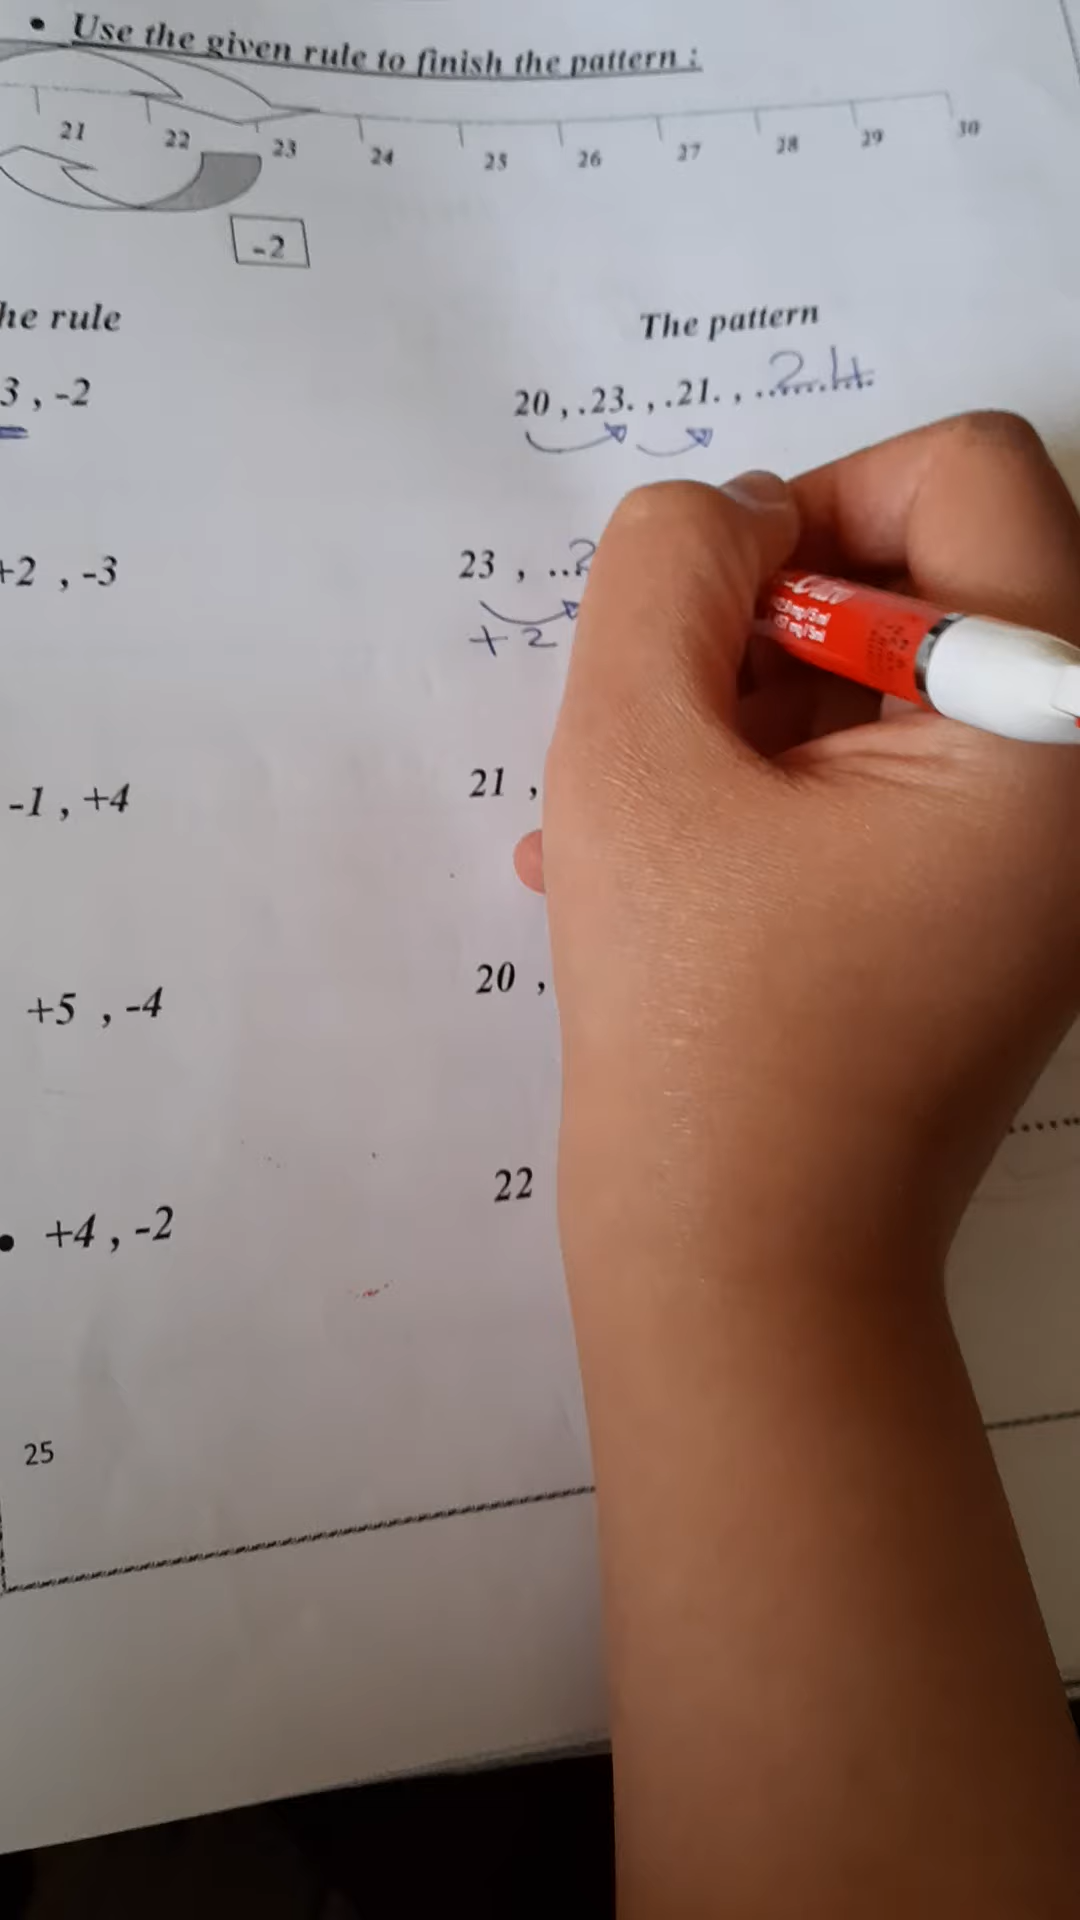 • Use the given rule to finish the pattern :
21 22 23 24 25 26 27 28 29 30
-2
he rule The pattern
3 , -2 20 , .23. , .21. , ...24...
+2 , -3 23 , ..2
+2
-1 , +4 21 ,
+5 , -4 20 ,
• +4 , -2 22
25